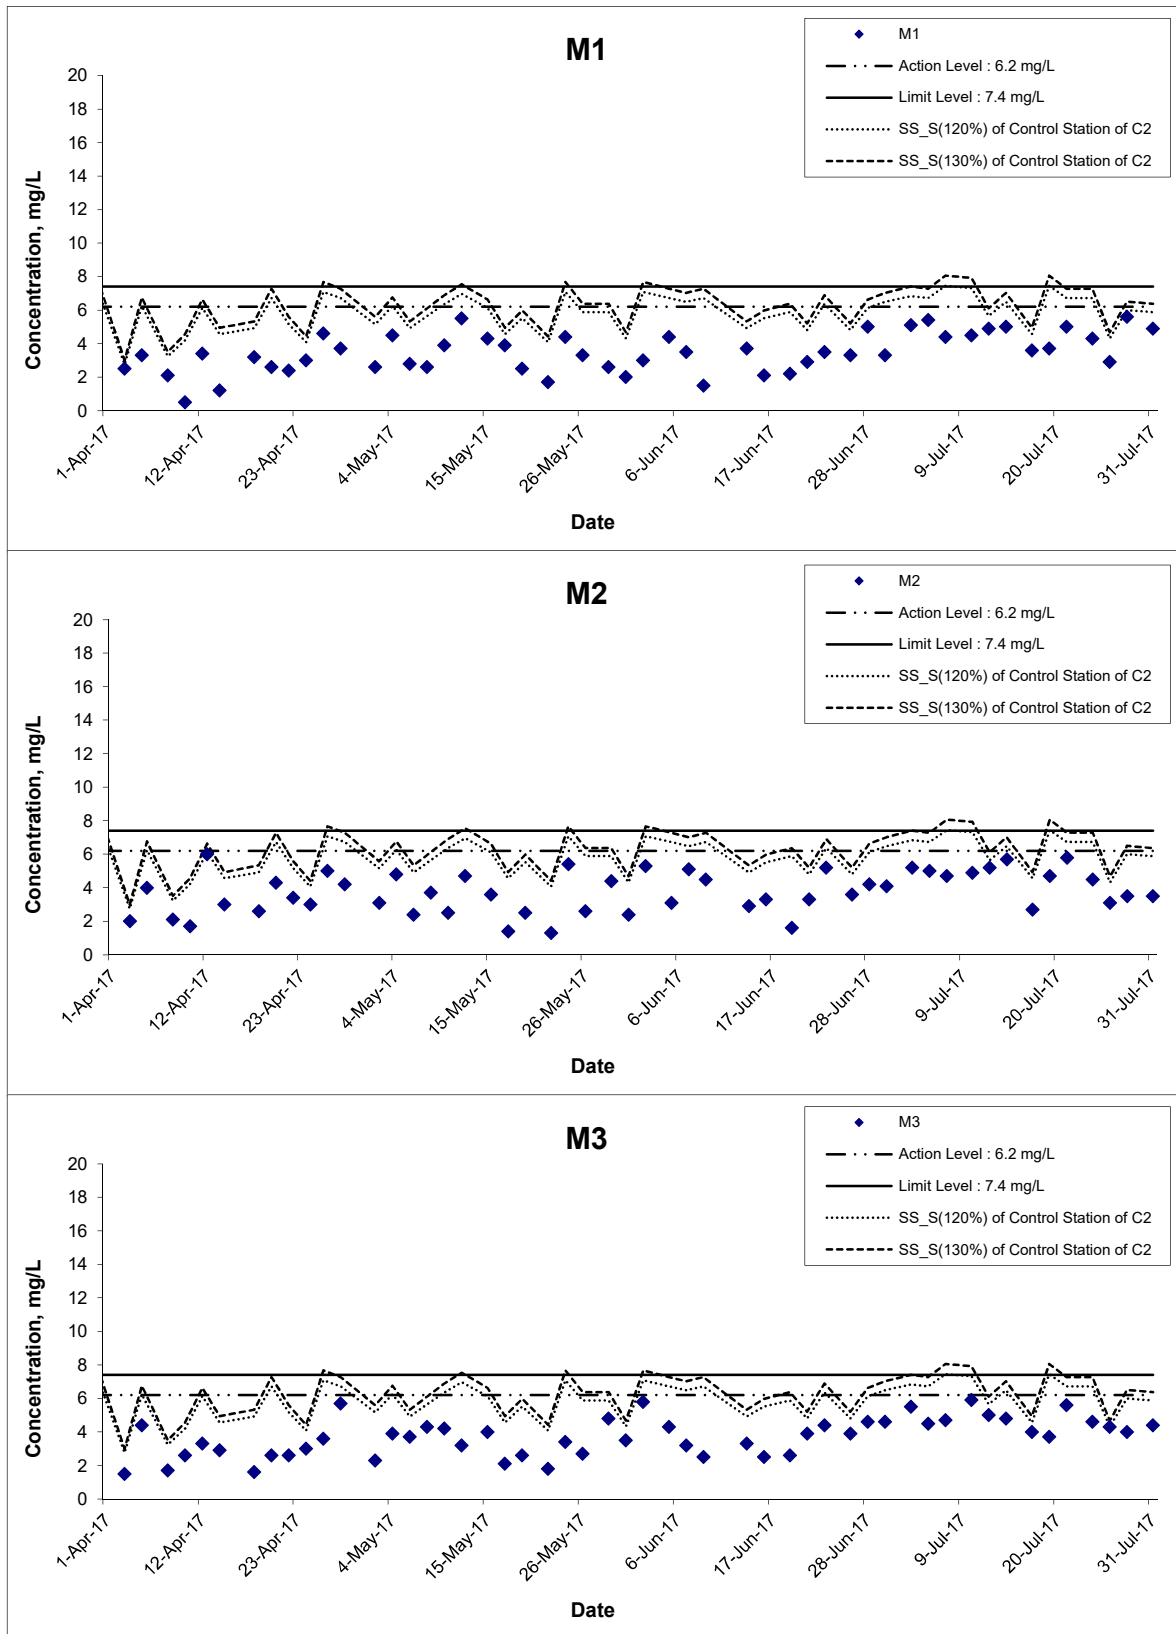 M1
M1
Action Level : 6.2 mg/L
Limit Level : 7.4 mg/L
SS_S(120%) of Control Station of C2
SS_S(130%) of Control Station of C2
Concentration, mg/L
20
18
16
14
12
10
8
6
4
2
0
1-Apr-17
12-Apr-17
23-Apr-17
4-May-17
15-May-17
26-May-17
6-Jun-17
17-Jun-17
28-Jun-17
9-Jul-17
20-Jul-17
31-Jul-17
Date
M2
M2
Action Level : 6.2 mg/L
Limit Level : 7.4 mg/L
SS_S(120%) of Control Station of C2
SS_S(130%) of Control Station of C2
Concentration, mg/L
20
18
16
14
12
10
8
6
4
2
0
1-Apr-17
12-Apr-17
23-Apr-17
4-May-17
15-May-17
26-May-17
6-Jun-17
17-Jun-17
28-Jun-17
9-Jul-17
20-Jul-17
31-Jul-17
Date
M3
M3
Action Level : 6.2 mg/L
Limit Level : 7.4 mg/L
SS_S(120%) of Control Station of C2
SS_S(130%) of Control Station of C2
Concentration, mg/L
20
18
16
14
12
10
8
6
4
2
0
1-Apr-17
12-Apr-17
23-Apr-17
4-May-17
15-May-17
26-May-17
6-Jun-17
17-Jun-17
28-Jun-17
9-Jul-17
20-Jul-17
31-Jul-17
Date